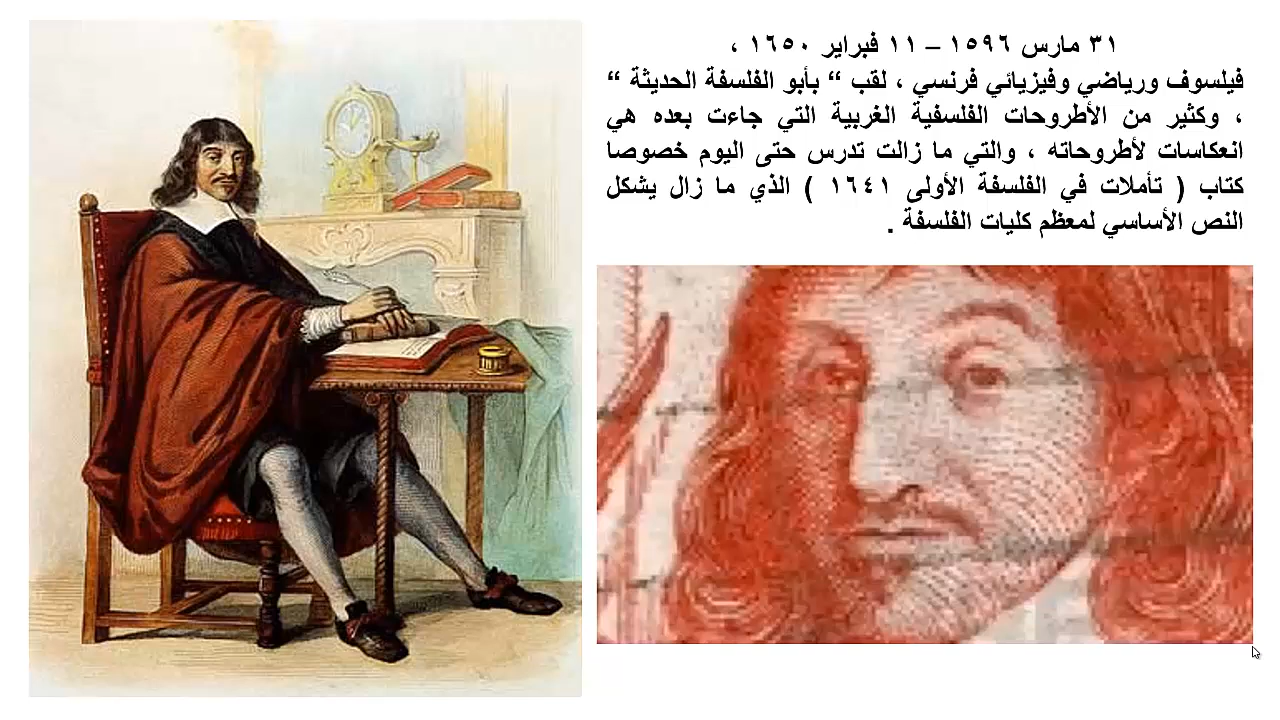 ٣١ مارس ١٥٩٦ – ١١ فبراير ١٦٥٠ ،
فيلسوف ورياضي وفيزيائي فرنسي ، لقب “ بأبو الفلسفة الحديثة “
، وكثير من الأطروحات الفلسفية الغربية التي جاءت بعده هي
انعكاسات لأطروحاته ، والتي ما زالت تدرس حتى اليوم خصوصا
كتاب ( تأملات في الفلسفة الأولى ١٦٤١ ) الذي ما زال يشكل
النص الأساسي لمعظم كليات الفلسفة .